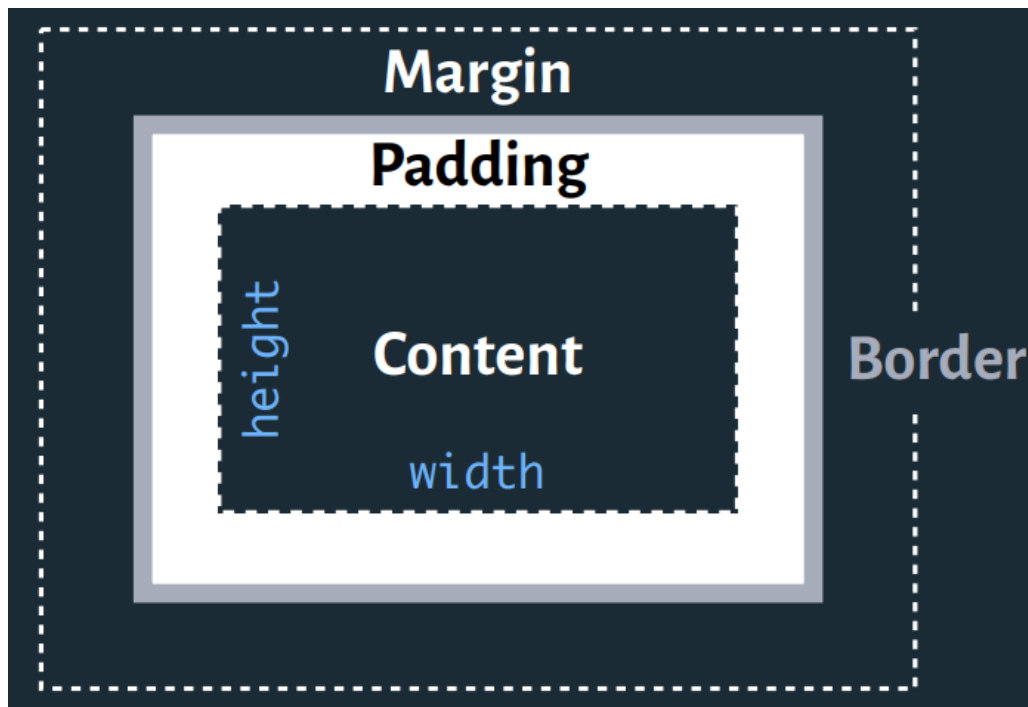 Margin
Padding
height
Content
Border
width